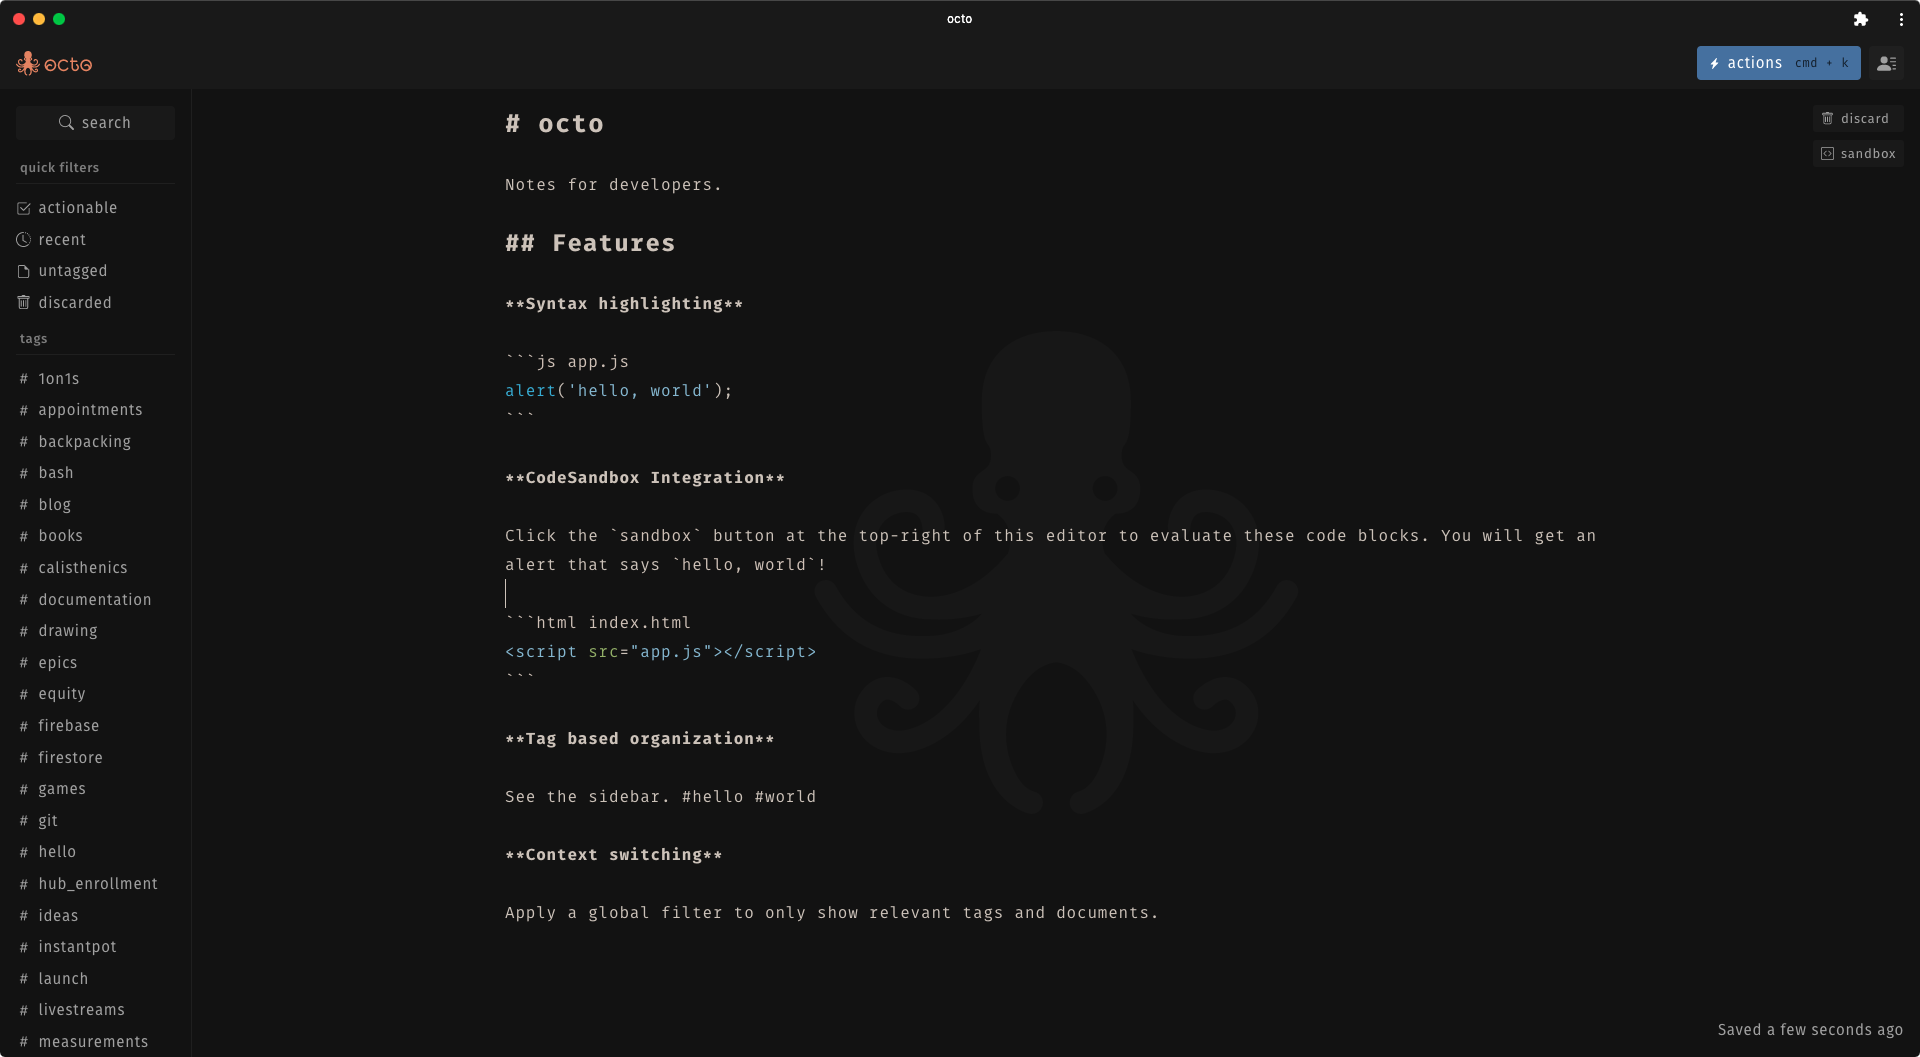 octo
octo
actions cmd + k
search
quick filters
actionable
recent
untagged
discarded
tags
# 1on1s
# appointments
# backpacking
# bash
# blog
# books
# calisthenics
# documentation
# drawing
# epics
# equity
# firebase
# firestore
# games
# git
# hello
# hub_enrollment
# ideas
# instantpot
# launch
# livestreams
# measurements
# octo
Notes for developers.
## Features
**Syntax highlighting**
```js app.js
alert('hello, world');
```
**CodeSandbox Integration**
Click the `sandbox` button at the top-right of this editor to evaluate these code blocks. You will get an
alert that says `hello, world`!
```html index.html
<script src="app.js"></script>
```
**Tag based organization**
See the sidebar. #hello #world
**Context switching**
Apply a global filter to only show relevant tags and documents.
discard
sandbox
Saved a few seconds ago